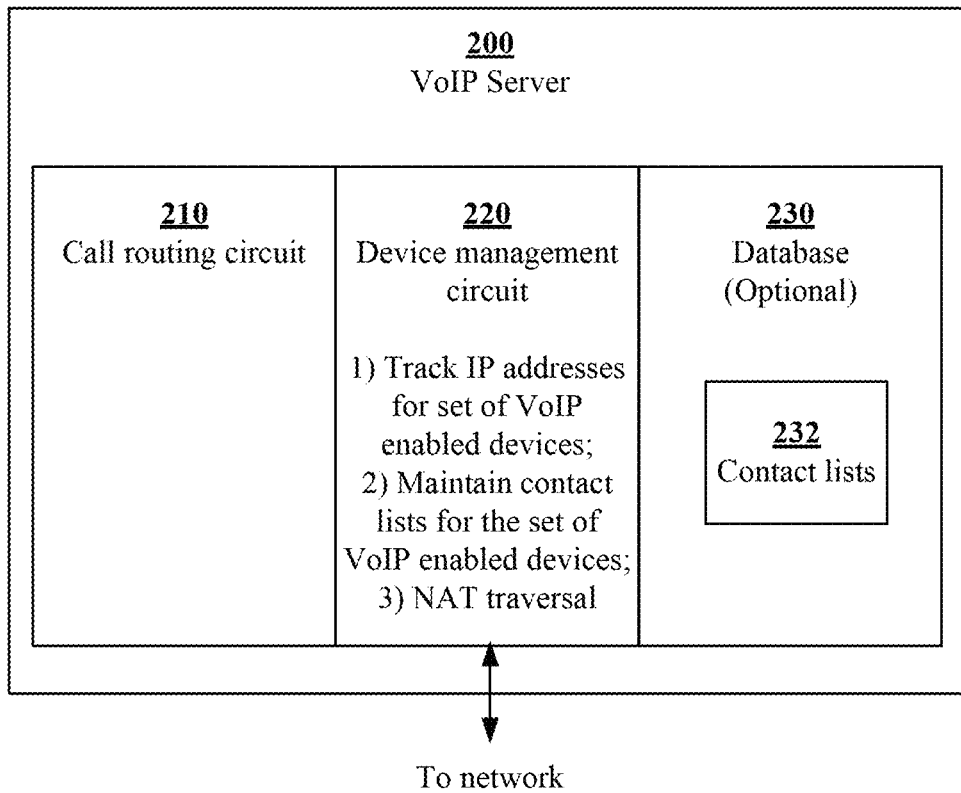 200
VoIP Server
210
Call routing circuit
220
Device management
circuit
1) Track IP addresses
for set of VoIP
enabled devices;
2) Maintain contact
lists for the set of
VoIP enabled devices;
3) NAT traversal
230
Database
(Optional)
232
Contact lists
To network